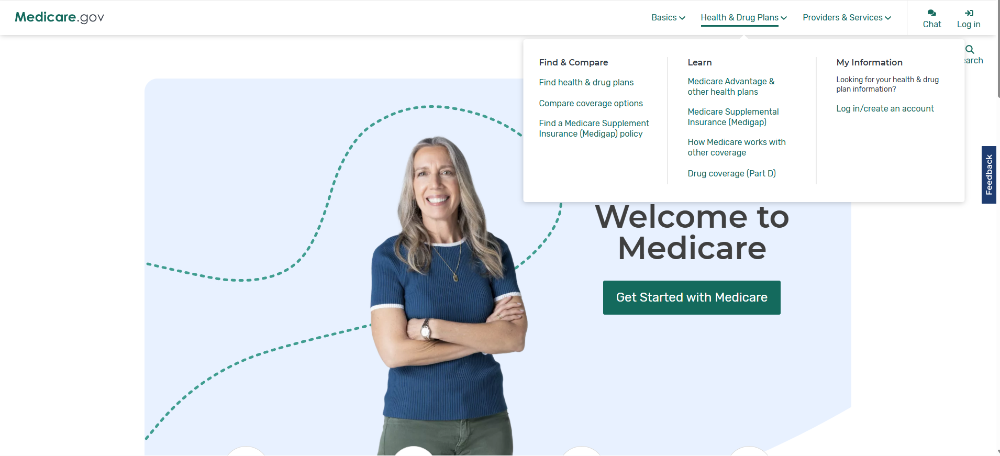 Medicare.gov
Basics
Health & Drug Plans
Providers & Services
Chat
Log in
Find & Compare
Find health & drug plans
Compare coverage options
Find a Medicare Supplement
Insurance (Medigap) policy
Learn
Medicare Advantage &
other health plans
Medicare Supplemental
Insurance (Medigap)
How Medicare works with
other coverage
Drug coverage (Part D)
My Information
Looking for your health & drug
plan information?
Log in/create an account
arch
Feedback
Welcome to
Medicare
Get Started with Medicare